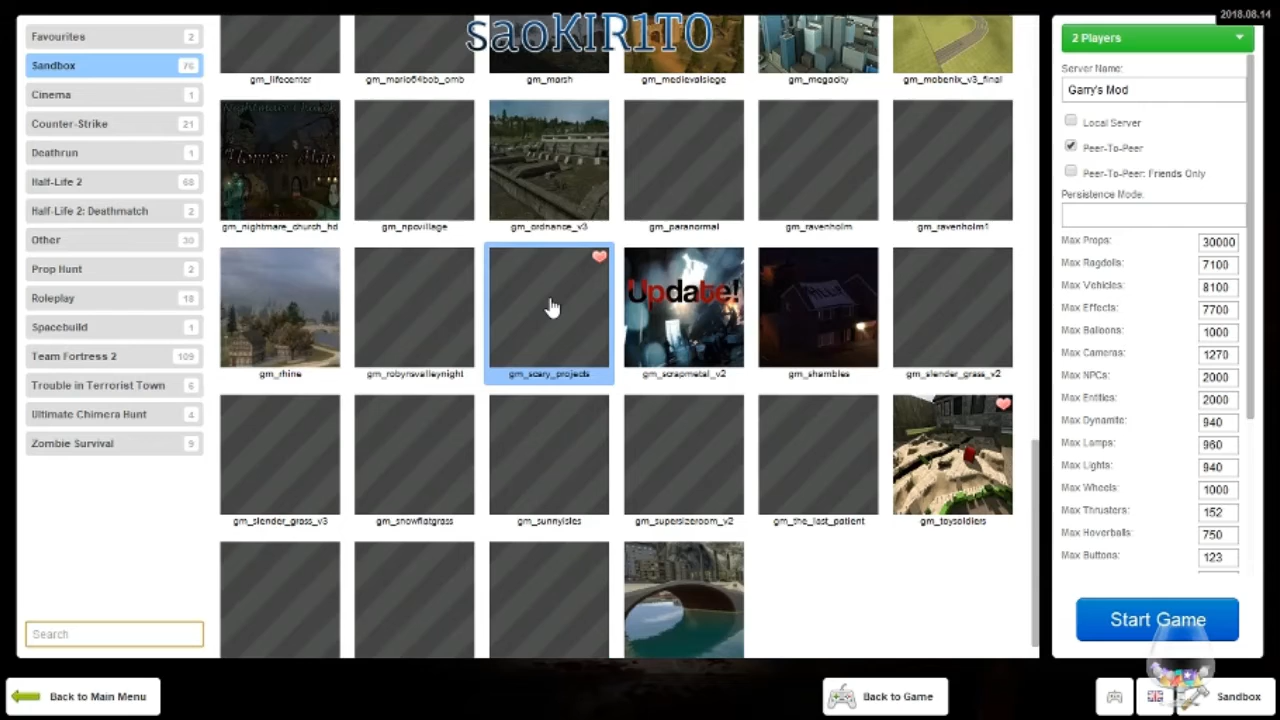 2018.08.14
saoKIR1T0
Favourites 2
Sandbox 76
Cinema 1
Counter-Strike 21
Deathrun 1
Half-Life 2 68
Half-Life 2: Deathmatch 2
Other 30
Prop Hunt 2
Roleplay 18
Spacebuild 1
Team Fortress 2 109
Trouble in Terrorist Town 6
Ultimate Chimera Hunt 4
Zombie Survival 9
Search
gm_lifecenter gm_mario64bob_omb gm_marsh gm_medievalsiege gm_megacity gm_mobenix_v3_final
Horror Map
gm_nightmare_church_hd gm_npcvillage gm_ordnance_v3 gm_paranormal gm_ravenholm gm_ravenholm1
Update!
HELP
gm_rhine gm_robynsvalleynight gm_scary_projects gm_scrapmetal_v2 gm_shambles gm_slender_grass_v2
gm_slender_grass_v3 gm_snowflatgrass gm_sunnyisles gm_supersizeroom_v2 gm_the_last_patient gm_toysoldiers
2 Players
Server Name:
Garry's Mod
Local Server
Peer-To-Peer
Peer-To-Peer: Friends Only
Persistence Mode:
Max Props: 30000
Max Ragdolls: 7100
Max Vehicles: 8100
Max Effects: 7700
Max Balloons: 1000
Max Cameras: 1270
Max NPCs: 2000
Max Entities: 2000
Max Dynamite: 940
Max Lamps: 960
Max Lights: 940
Max Wheels: 1000
Max Thrusters: 152
Max Hoverballs: 750
Max Buttons: 123
Start Game
Back to Main Menu
Back to Game
Sandbox